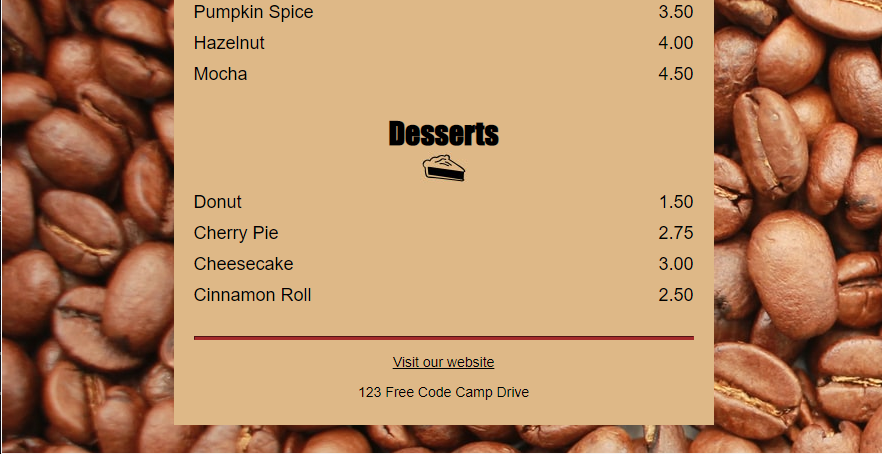 Pumpkin Spice 3.50
Hazelnut 4.00
Mocha 4.50
Desserts
Donut 1.50
Cherry Pie 2.75
Cheesecake 3.00
Cinnamon Roll 2.50
Visit our website
123 Free Code Camp Drive